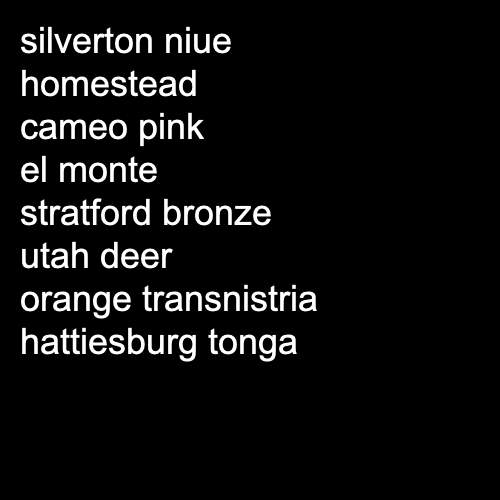 silverton niue
homestead
cameo pink
el monte
stratford bronze
utah deer
orange transnistria
hattiesburg tonga